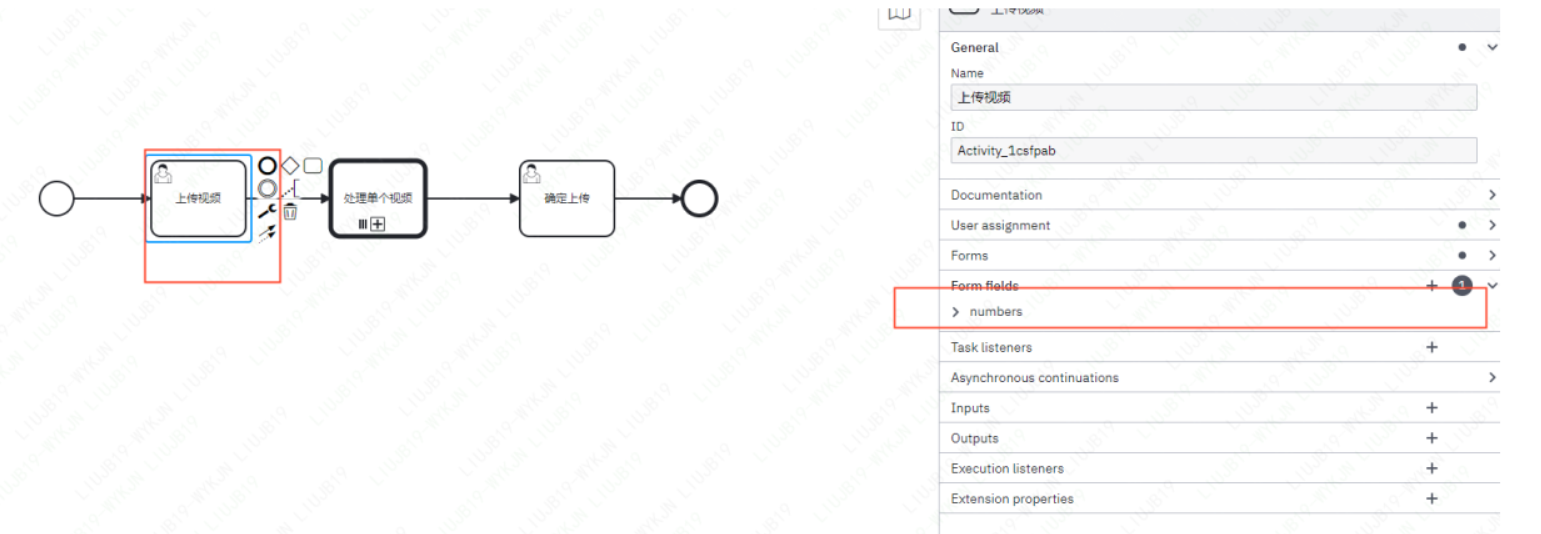 上传视频
处理单个视频
确定上传
上传视频
General
Name
上传视频
ID
Activity_1csfpab
Documentation
User assignment
Forms
Form fields
1
numbers
Task listeners
Asynchronous continuations
Inputs
Outputs
Execution listeners
Extension properties